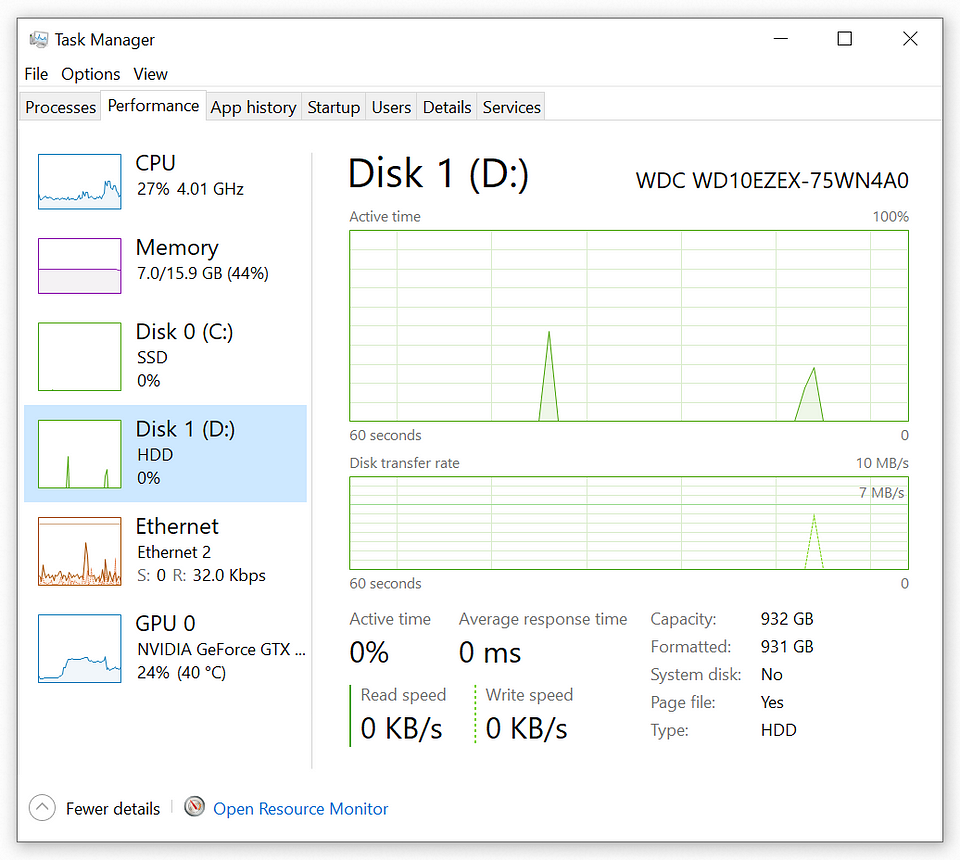 Task Manager
File Options View
Processes Performance App history Startup Users Details Services
CPU
27% 4.01 GHz
Memory
7.0/15.9 GB (44%)
Disk 0 (C:)
SSD
0%
Disk 1 (D:)
HDD
0%
Ethernet
Ethernet 2
S: 0 R: 32.0 Kbps
GPU 0
NVIDIA GeForce GTX ...
24% (40 °C)
Disk 1 (D:) WDC WD10EZEX-75WN4A0
Active time 100%
60 seconds 0
Disk transfer rate 10 MB/s
7 MB/s
60 seconds 0
Active time Average response time
0% 0 ms
Read speed Write speed
0 KB/s 0 KB/s
Capacity: 932 GB
Formatted: 931 GB
System disk: No
Page file: Yes
Type: HDD
Fewer details Open Resource Monitor